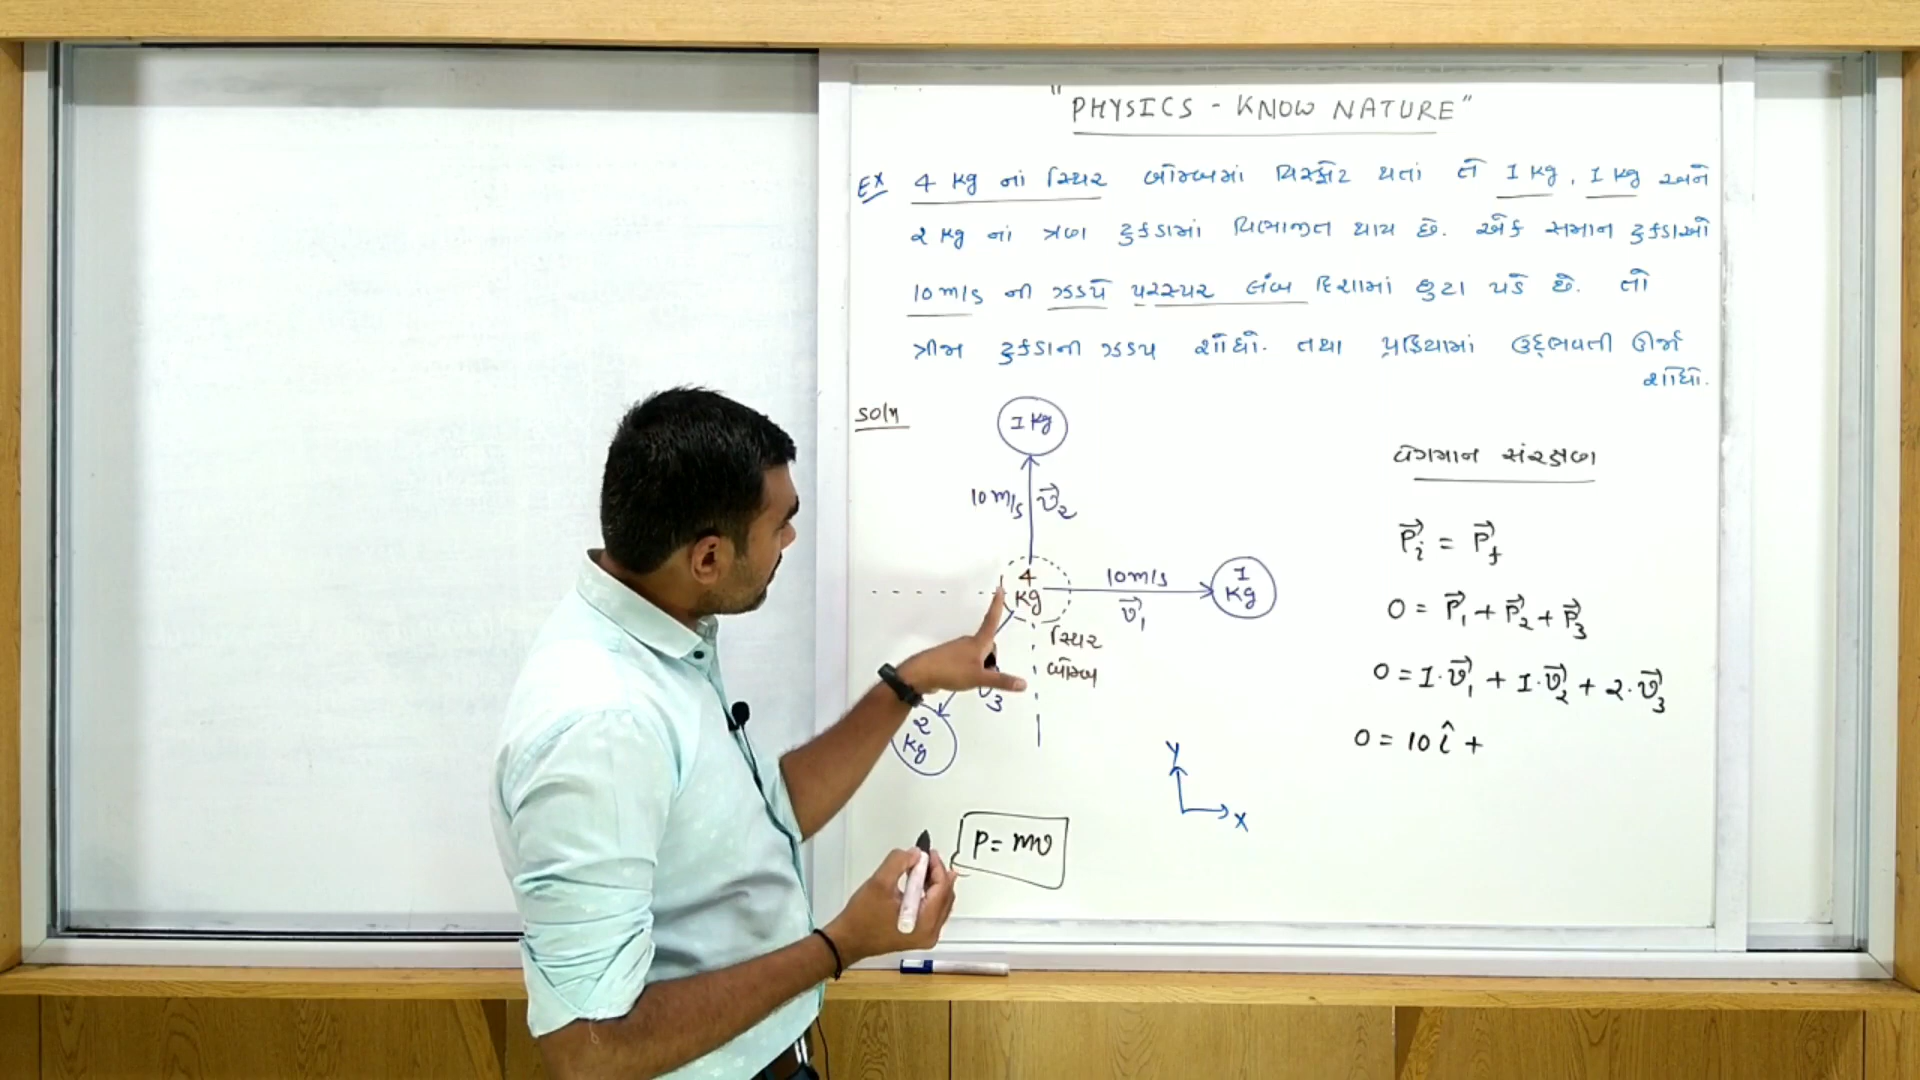 "PHYSICS - KNOW NATURE"
Ex 4 Kg નાં સ્થિર બોમ્બમાં વિસ્ફોટ થતાં તે 1 Kg, 1 Kg અને
2 Kg નાં ત્રણ ટુકડામાં વિભાજીત થાય છે. એક સમાન ટુકડાઓ
10 m/s ની ઝડપે પરસ્પર લંબ દિશામાં છુટા પડે છે. તો
ત્રીજા ટુકડાની ઝડપ શોધો. તથા પ્રક્રિયામાં ઉદ્દભવતી ઊર્જા
શોધો.
Soln
1 Kg
10 m/s v⃗₂
4
Kg
10 m/s
v⃗₁
1
Kg
સ્થિર
બોમ્બ
v₃
2
Kg
Y
X
P = mv
વેગમાન સંરક્ષણ
P⃗i = P⃗f
0 = P⃗₁ + P⃗₂ + P⃗₃
0 = 1·v⃗₁ + 1·v⃗₂ + 2·v⃗₃
0 = 10 î +